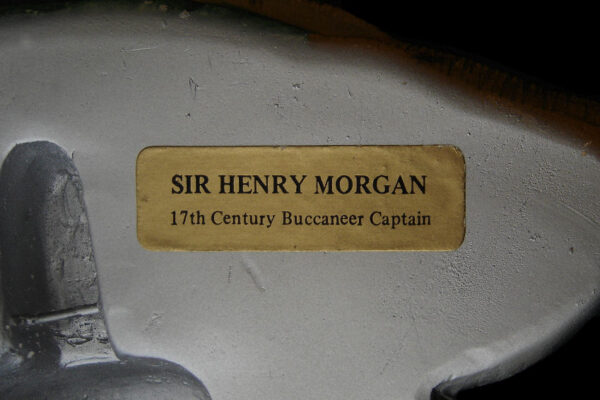 SIR HENRY MORGAN
17th Century Buccaneer Captain